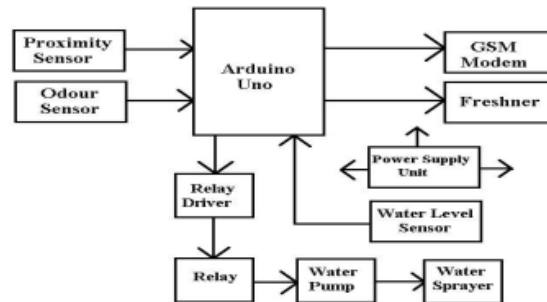 Proximity
Sensor
Odour
Sensor
Arduino
Uno
GSM
Modem
Freshner
Power Supply
Unit
Relay
Driver
Water Level
Sensor
Relay
Water
Pump
Water
Sprayer